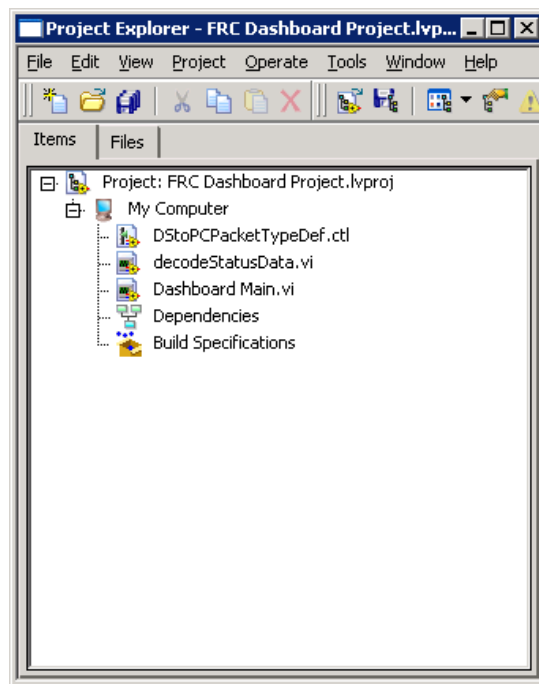 Project Explorer - FRC Dashboard Project.lvp...
File Edit View Project Operate Tools Window Help
Items Files
Project: FRC Dashboard Project.lvproj
My Computer
DStoPCPacketTypeDef.ctl
decodeStatusData.vi
Dashboard Main.vi
Dependencies
Build Specifications